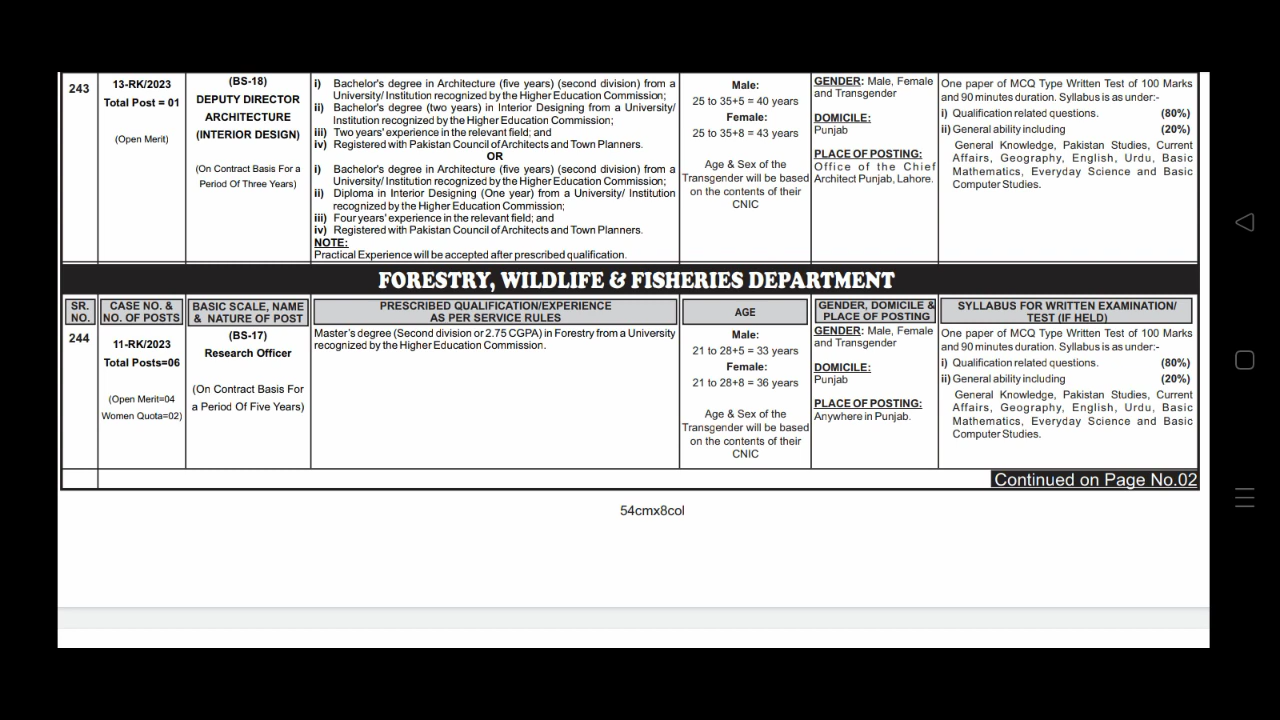 243
13-RK/2023
Total Post = 01
(Open Merit)
(BS-18)
DEPUTY DIRECTOR
ARCHITECTURE
(INTERIOR DESIGN)
(On Contract Basis For a
Period Of Three Years)
i) Bachelor's degree in Architecture (five years) (second division) from a
University/ Institution recognized by the Higher Education Commission;
ii) Bachelor's degree (two years) in Interior Designing from a University/
Institution recognized by the Higher Education Commission;
iii) Two years' experience in the relevant field; and
iv) Registered with Pakistan Council of Architects and Town Planners.
OR
i) Bachelor's degree in Architecture (five years) (second division) from a
University/ Institution recognized by the Higher Education Commission;
ii) Diploma in Interior Designing (One year) from a University/ Institution
recognized by the Higher Education Commission;
iii) Four years' experience in the relevant field; and
iv) Registered with Pakistan Council of Architects and Town Planners.
NOTE:
Practical Experience will be accepted after prescribed qualification.
Male:
25 to 35+5 = 40 years
Female:
25 to 35+8 = 43 years
Age & Sex of the
Transgender will be based
on the contents of their
CNIC
GENDER: Male, Female
and Transgender
DOMICILE:
Punjab
PLACE OF POSTING:
Office of the Chief
Architect Punjab, Lahore.
One paper of MCQ Type Written Test of 100 Marks
and 90 minutes duration. Syllabus is as under:-
i) Qualification related questions. (80%)
ii) General ability including (20%)
General Knowledge, Pakistan Studies, Current
Affairs, Geography, English, Urdu, Basic
Mathematics, Everyday Science and Basic
Computer Studies.
FORESTRY, WILDLIFE & FISHERIES DEPARTMENT
SR.
NO.
CASE NO. &
NO. OF POSTS
BASIC SCALE, NAME
& NATURE OF POST
PRESCRIBED QUALIFICATION/EXPERIENCE
AS PER SERVICE RULES
AGE
GENDER, DOMICILE &
PLACE OF POSTING
SYLLABUS FOR WRITTEN EXAMINATION/
TEST (IF HELD)
244
11-RK/2023
Total Posts=06
(Open Merit=04
Women Quota=02)
(BS-17)
Research Officer
(On Contract Basis For
a Period Of Five Years)
Master's degree (Second division or 2.75 CGPA) in Forestry from a University
recognized by the Higher Education Commission.
Male:
21 to 28+5 = 33 years
Female:
21 to 28+8 = 36 years
Age & Sex of the
Transgender will be based
on the contents of their
CNIC
GENDER: Male, Female
and Transgender
DOMICILE:
Punjab
PLACE OF POSTING:
Anywhere in Punjab.
One paper of MCQ Type Written Test of 100 Marks
and 90 minutes duration. Syllabus is as under:-
i) Qualification related questions. (80%)
ii) General ability including (20%)
General Knowledge, Pakistan Studies, Current
Affairs, Geography, English, Urdu, Basic
Mathematics, Everyday Science and Basic
Computer Studies.
Continued on Page No.02
54cmx8col